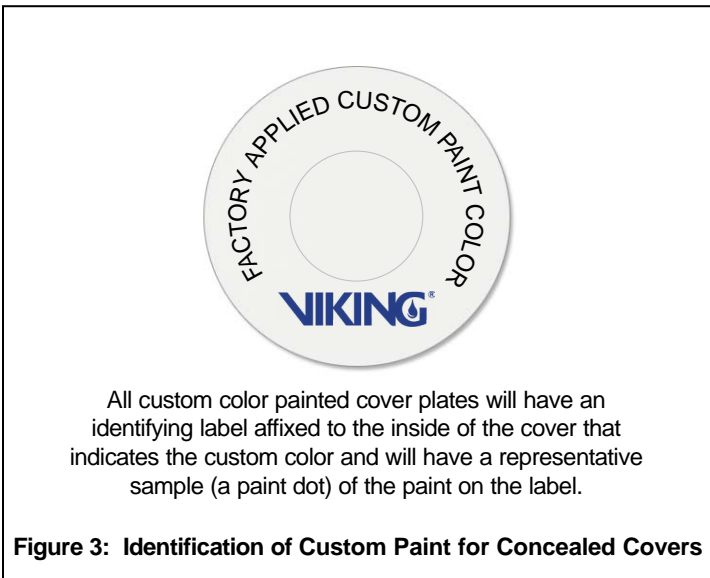 FACTORY APPLIED CUSTOM PAINT COLOR
VIKING®
All custom color painted cover plates will have an
identifying label affixed to the inside of the cover that
indicates the custom color and will have a representative
sample (a paint dot) of the paint on the label.
Figure 3: Identification of Custom Paint for Concealed Covers